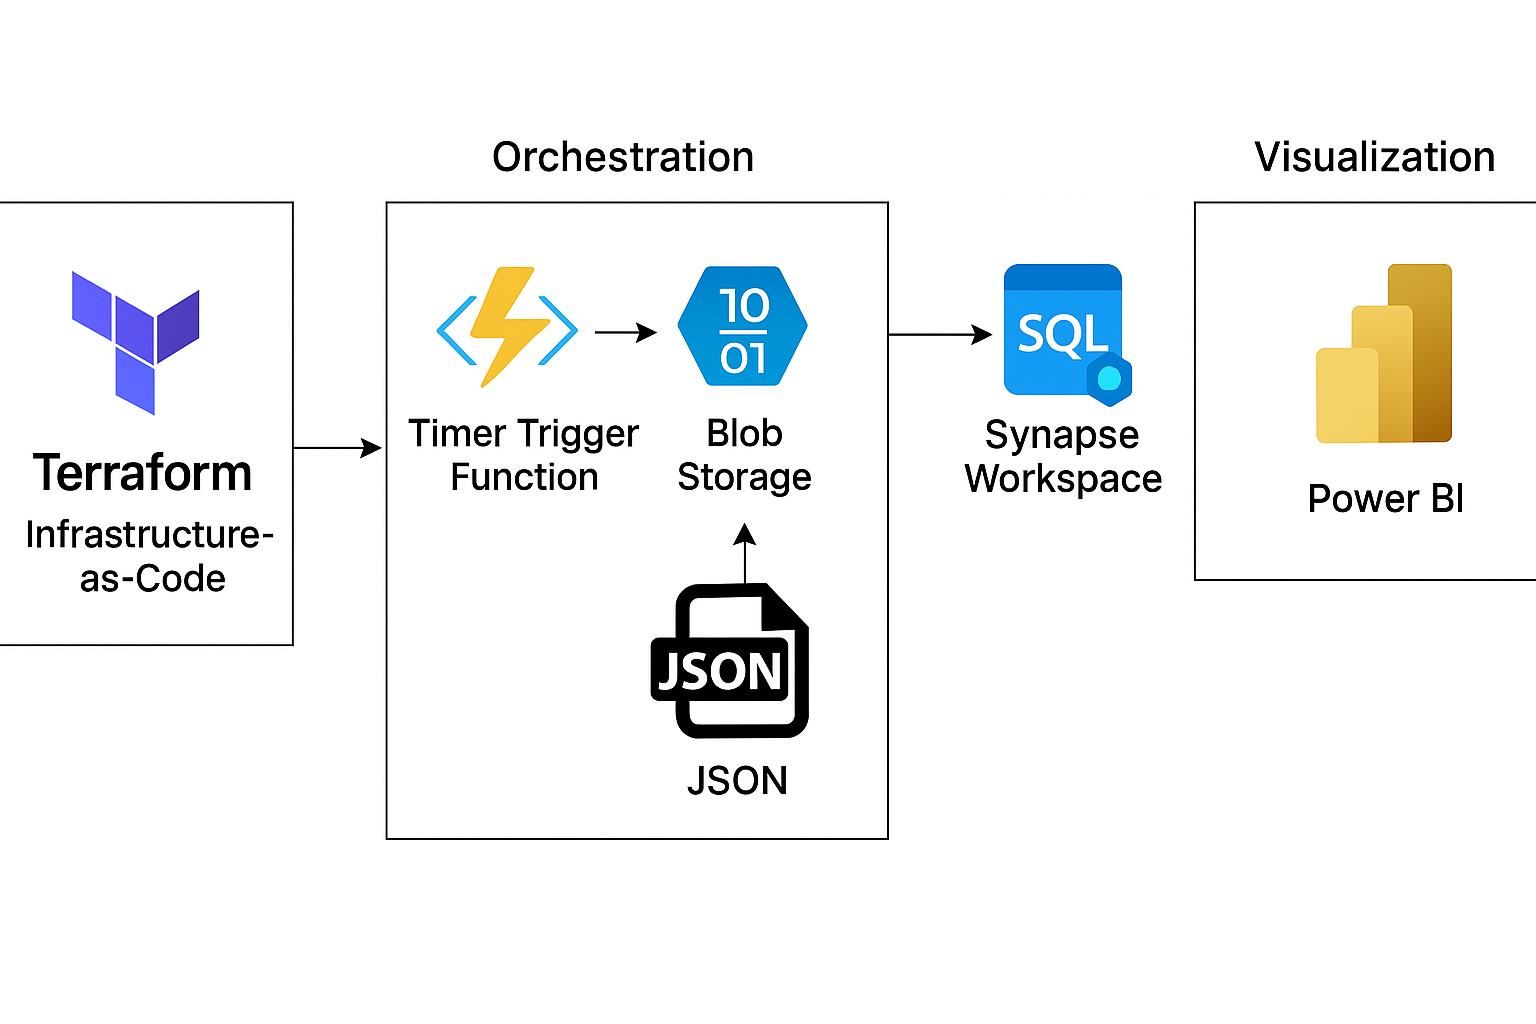 Orchestration
Visualization
Terraform
Infrastructure-
as-Code
10
01
Timer Trigger
Function
Blob
Storage
JSON
JSON
SQL
Synapse
Workspace
Power BI